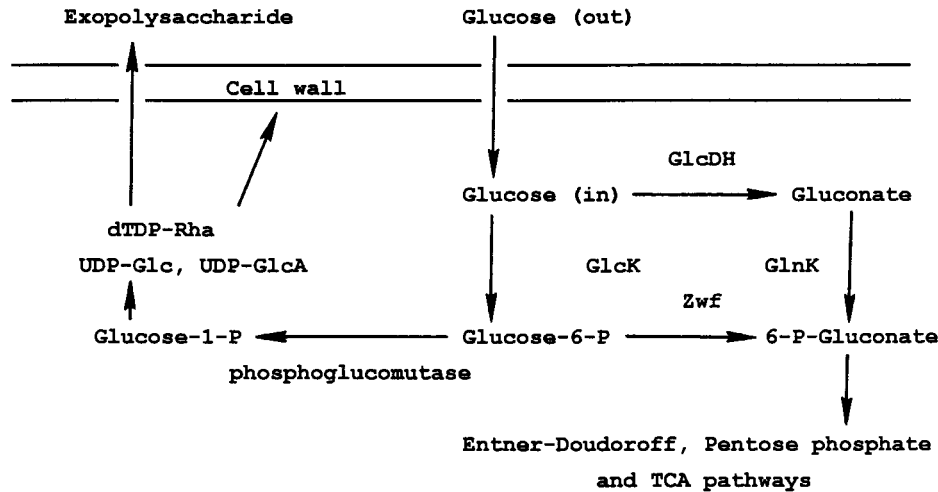 Exopolysaccharide Glucose (out)
Cell wall
GlcDH
Glucose (in) Gluconate
dTDP-Rha
UDP-Glc, UDP-GlcA GlcK GlnK
Zwf
Glucose-1-P Glucose-6-P 6-P-Gluconate
phosphoglucomutase
Entner-Doudoroff, Pentose phosphate
and TCA pathways